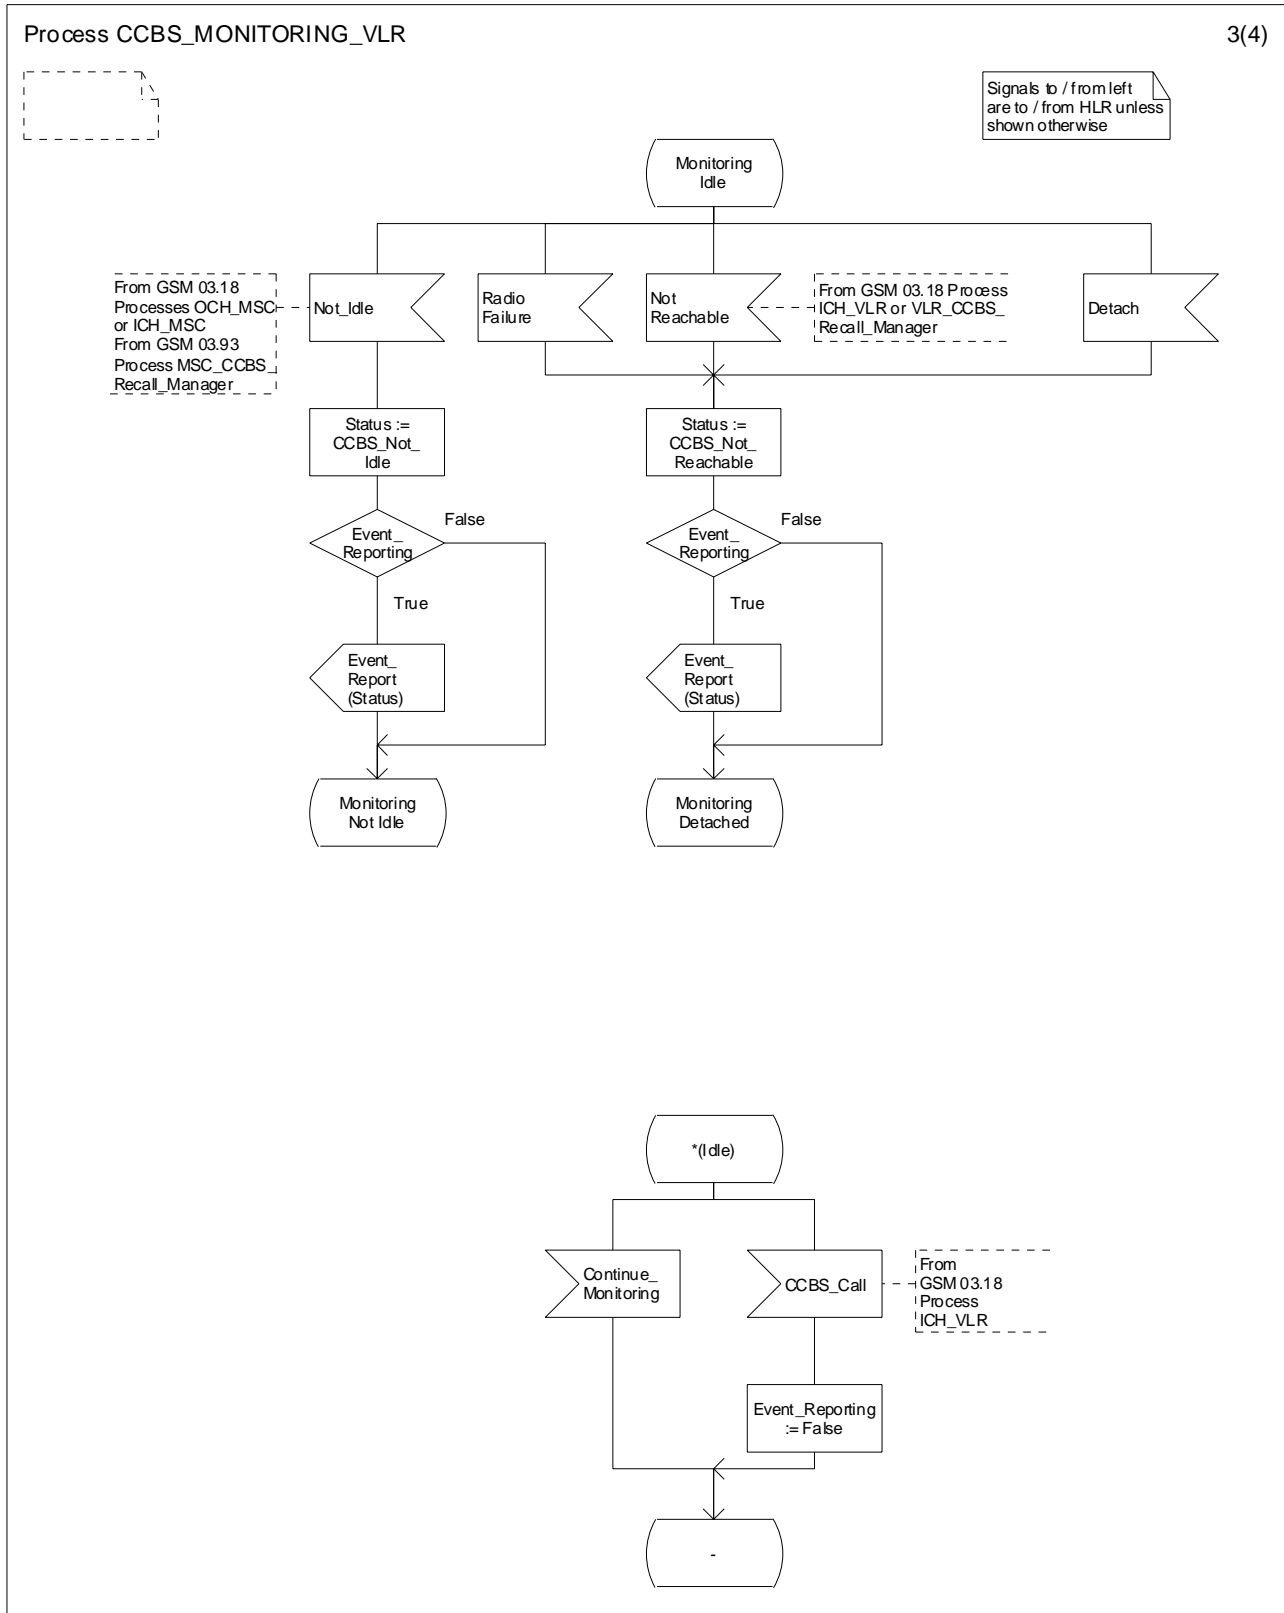 Process CCBS_MONITORING_VLR
3(4)
Signals to / from left
are to / from HLR unless
shown otherwise
Monitoring
Idle
From GSM 03.18
Processes OCH_MSC
or ICH_MSC
From GSM 03.93
Process MSC_CCBS_
Recall_Manager
Not_Idle
Radio
Failure
Not
Reachable
From GSM 03.18 Process
ICH_VLR or VLR_CCBS_
Recall_Manager
Detach
Status :=
CCBS_Not_
Idle
Status :=
CCBS_Not_
Reachable
Event_
Reporting
False
True
Event_
Reporting
False
True
Event_
Report
(Status)
Event_
Report
(Status)
Monitoring
Not Idle
Monitoring
Detached
*(Idle)
Continue_
Monitoring
CCBS_Call
From
GSM 03.18
Process
ICH_VLR
Event_Reporting
:= False
-